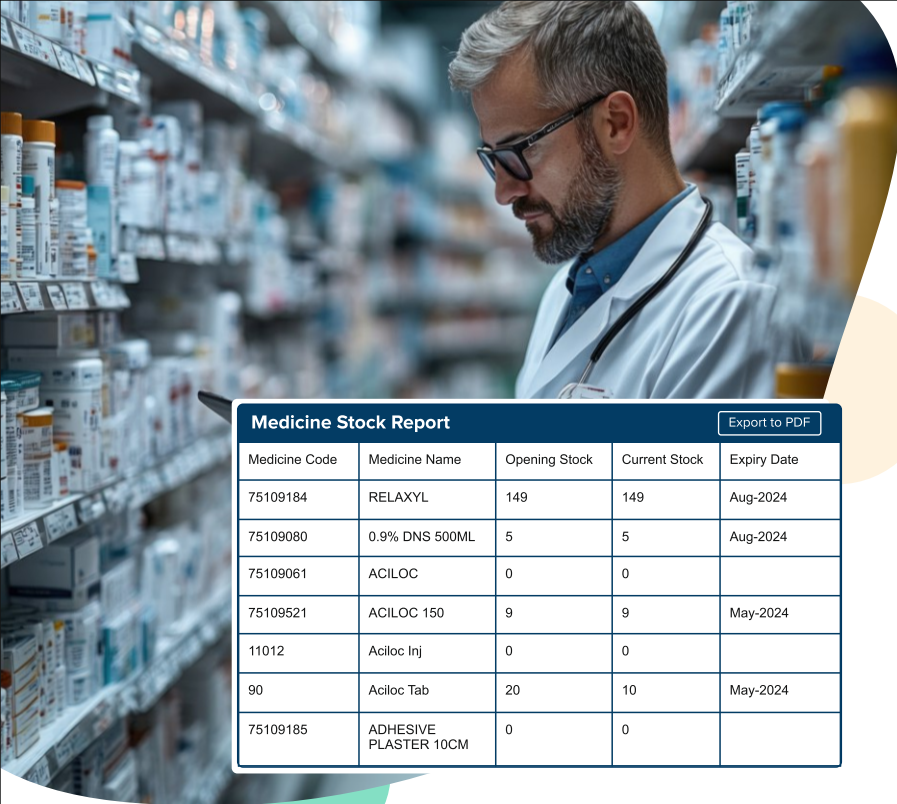 Medicine Stock Report Export to PDF
Medicine Code Medicine Name Opening Stock Current Stock Expiry Date
75109184 RELAXYL 149 149 Aug-2024
75109080 0.9% DNS 500ML 5 5 Aug-2024
75109061 ACILOC 0 0
75109521 ACILOC 150 9 9 May-2024
11012 Aciloc Inj 0 0
90 Aciloc Tab 20 10 May-2024
75109185 ADHESIVE 0 0
PLASTER 10CM